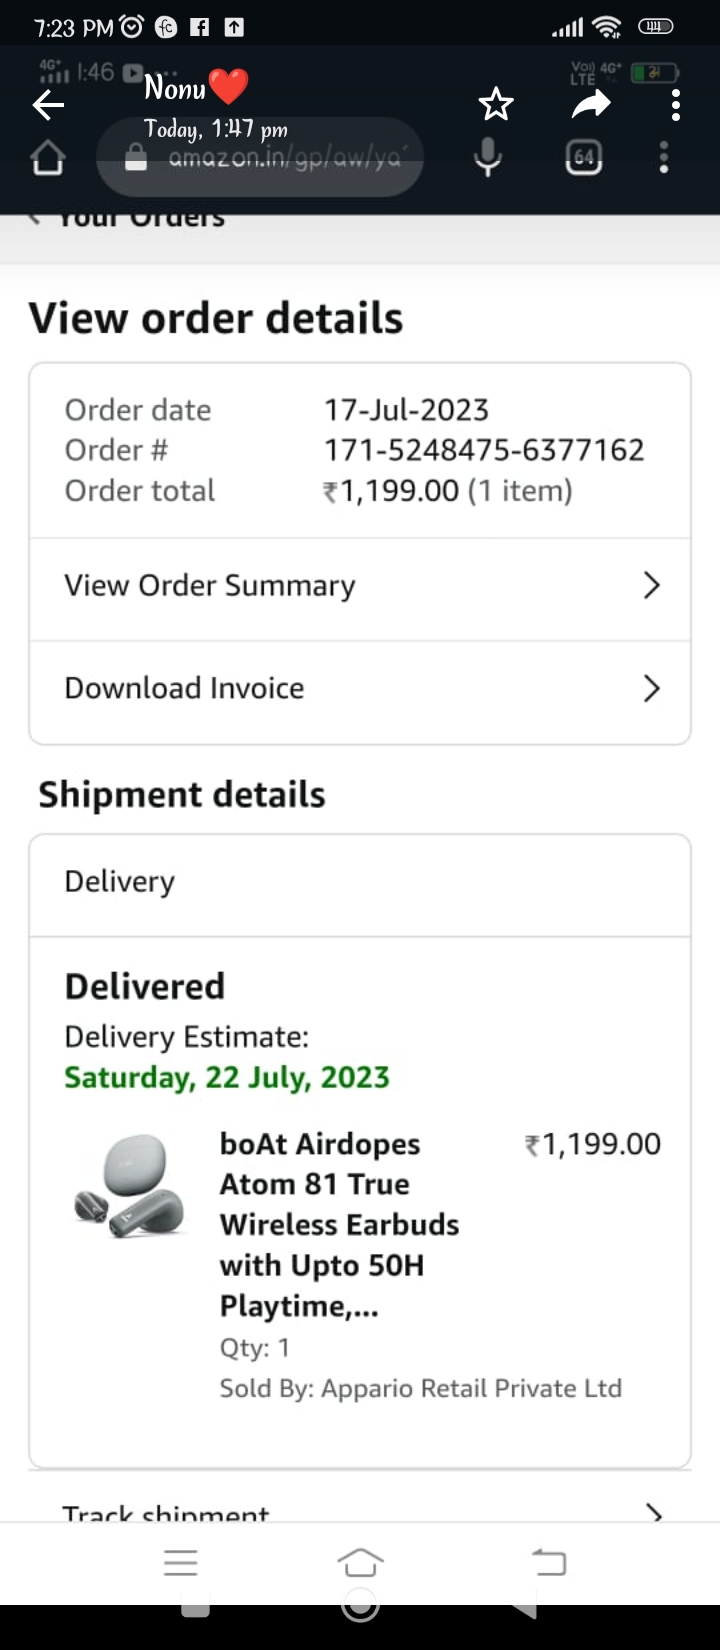 7:23 PM
4G+ 1:46 Vo) 4G+
LTE
Nonu❤️
Today, 1:47 pm
amazon.in/gp/aw/ya
64
Your Orders
View order details
Order date 17-Jul-2023
Order # 171-5248475-6377162
Order total ₹1,199.00 (1 item)
View Order Summary
Download Invoice
Shipment details
Delivery
Delivered
Delivery Estimate:
Saturday, 22 July, 2023
boAt Airdopes ₹1,199.00
Atom 81 True
Wireless Earbuds
with Upto 50H
Playtime,...
Qty: 1
Sold By: Appario Retail Private Ltd
Track shipment